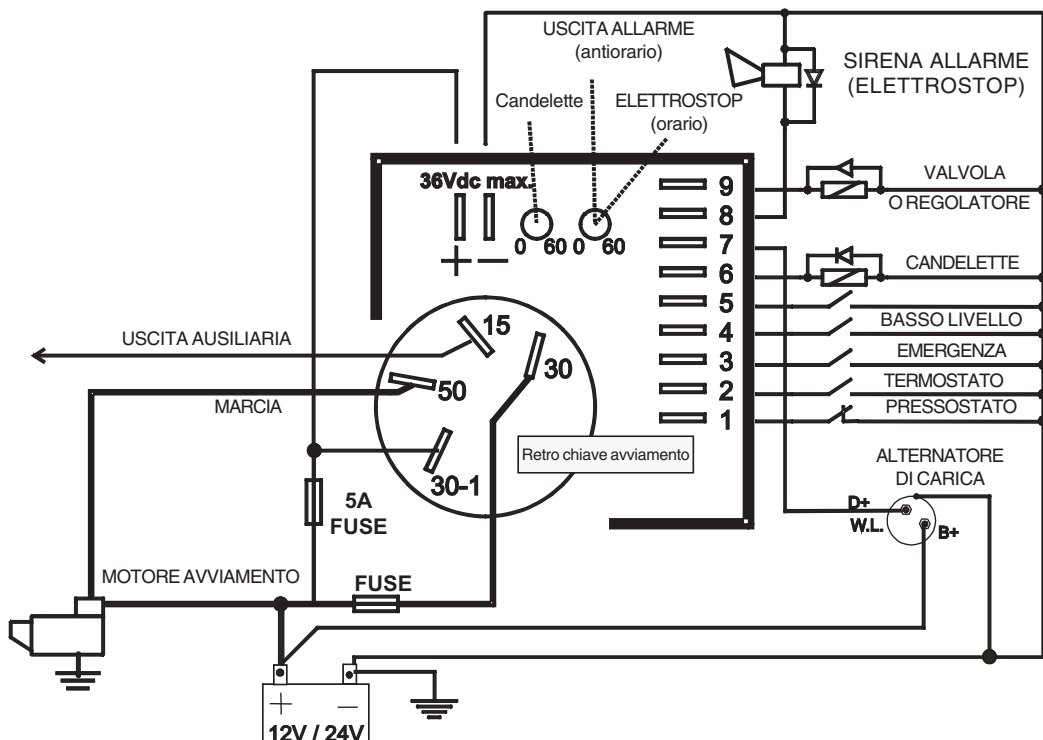 USCITA ALLARME
(antiorario)
SIRENA ALLARME
(ELETTROSTOP)
Candelette
ELETTROSTOP
(orario)
36Vdc max.
0 60 0 60
+ −
9
8
7
6
5
4
3
2
1
VALVOLA
O REGOLATORE
CANDELETTE
BASSO LIVELLO
EMERGENZA
TERMOSTATO
PRESSOSTATO
USCITA AUSILIARIA
15
30
50
MARCIA
30-1
Retro chiave avviamento
ALTERNATORE
DI CARICA
D+
W.L.
B+
5A
FUSE
MOTORE AVVIAMENTO
FUSE
+ −
12V / 24V